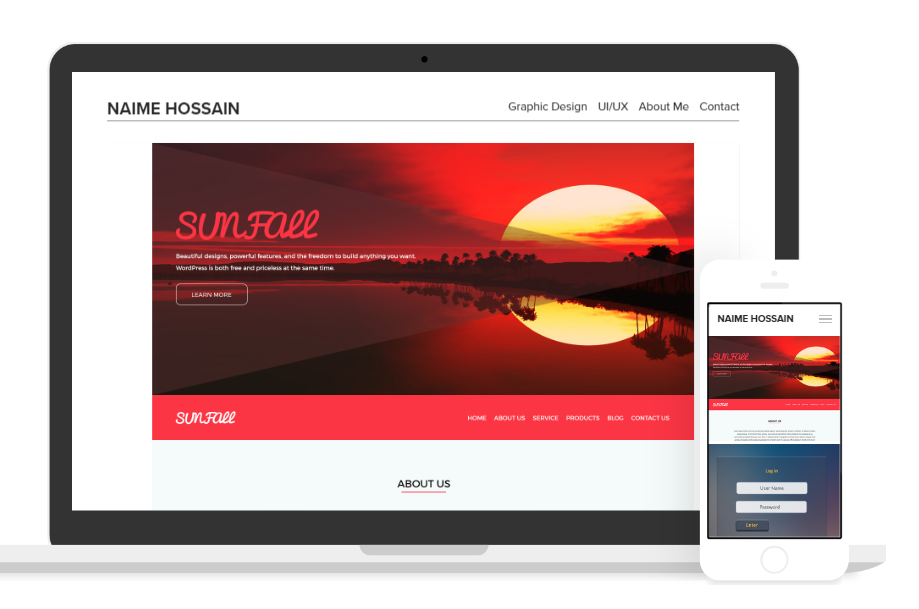 NAIME HOSSAIN
Graphic Design UI/UX About Me Contact
SUNFALL
Beautiful designs, powerful features, and the freedom to build anything you want.
WordPress is both free and priceless at the same time.
LEARN MORE
SUNFALL
HOME ABOUT US SERVICE PRODUCTS BLOG CONTACT US
ABOUT US
NAIME HOSSAIN
SUNFALL
SUNFALL
ABOUT US
Log in
User Name
Password
Enter